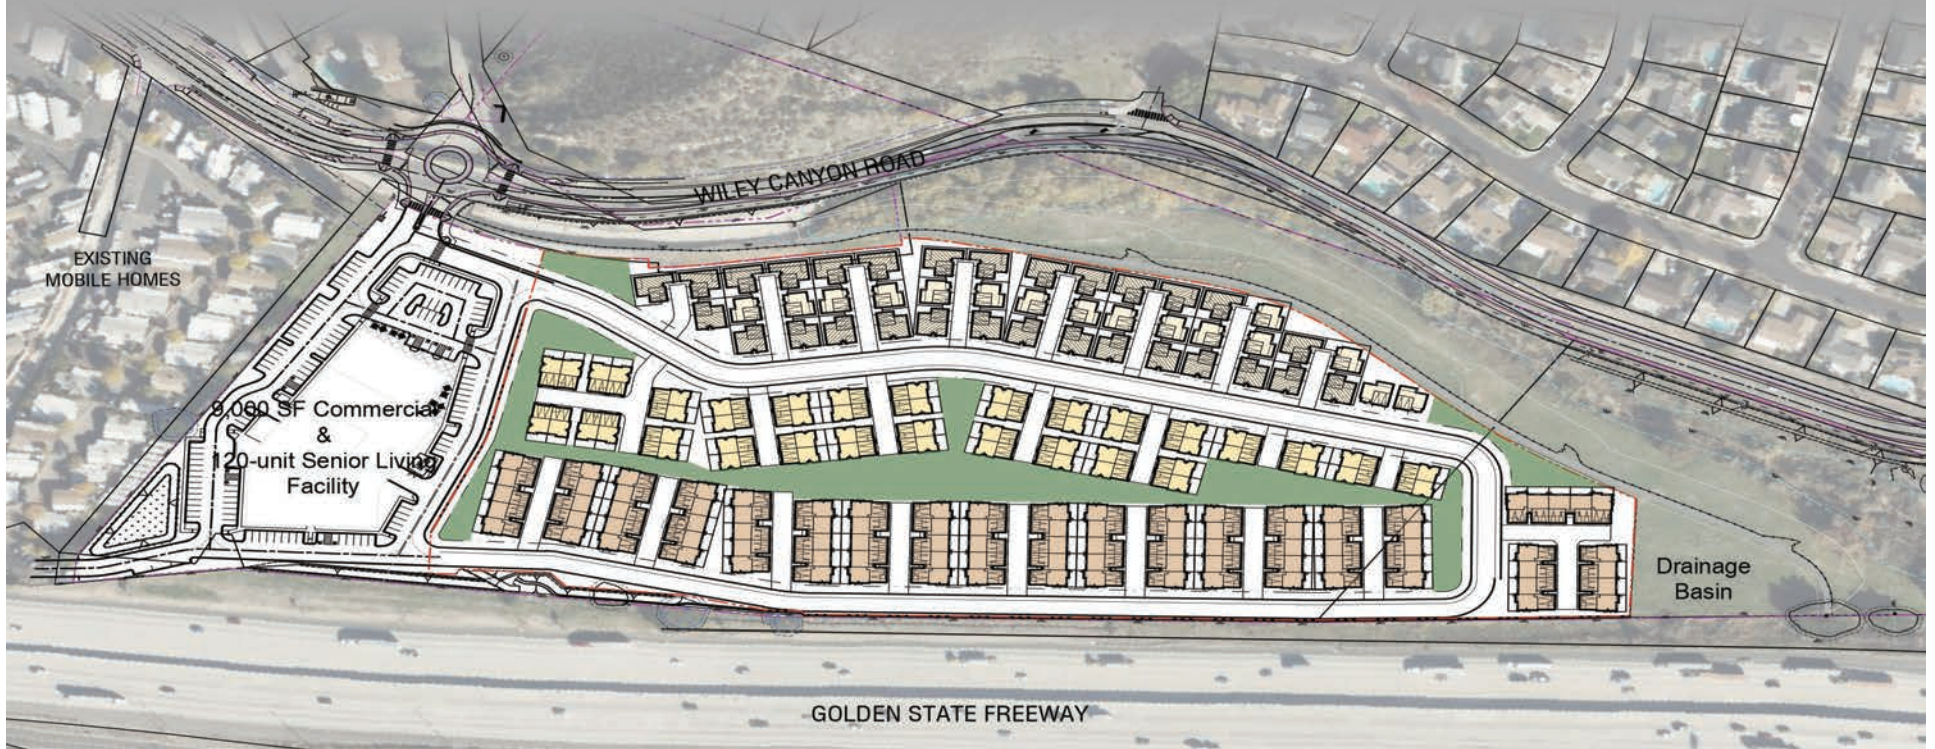 WILEY CANYON ROAD
EXISTING
MOBILE HOMES
9,000 SF Commercial
&
120-unit Senior Living
Facility
Drainage
Basin
GOLDEN STATE FREEWAY